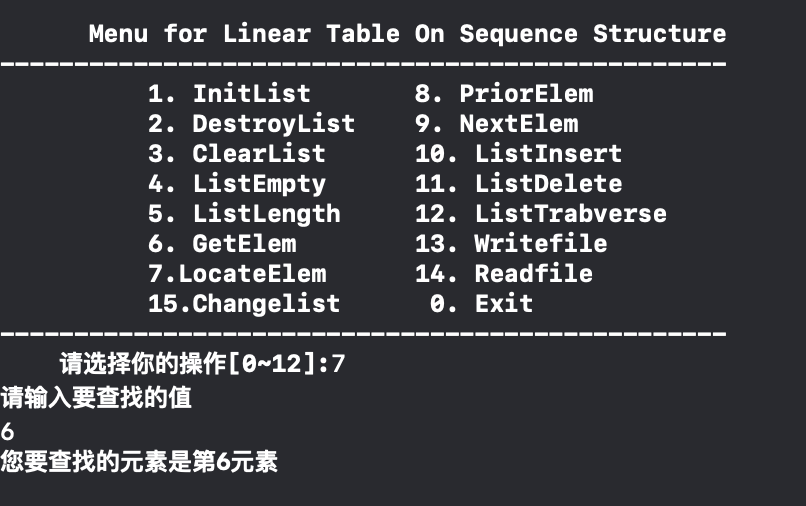 Menu for Linear Table On Sequence Structure
-------------------------------------------------
1. InitList 8. PriorElem
2. DestroyList 9. NextElem
3. ClearList 10. ListInsert
4. ListEmpty 11. ListDelete
5. ListLength 12. ListTrabverse
6. GetElem 13. Writefile
7.LocateElem 14. Readfile
15.Changelist 0. Exit
-------------------------------------------------
请选择你的操作[0~12]:7
请输入要查找的值
6
您要查找的元素是第6元素